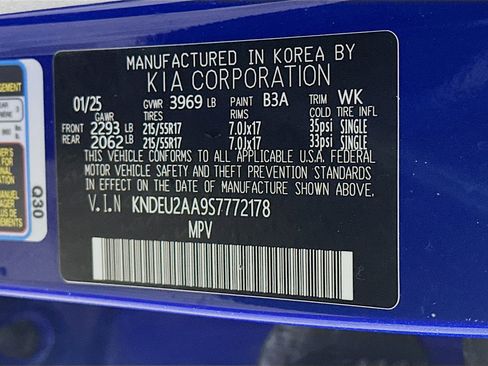 MANUFACTURED IN KOREA BY
KIA CORPORATION
01/25 GVWR 3969 LB PAINT B3A TRIM WK
GAWR TIRES RIMS COLD TIRE INFL
FRONT 2293 LB 215/55R17 7.0Jx17 35psi SINGLE
REAR 2062 LB 215/55R17 7.0Jx17 33psi SINGLE
THIS VEHICLE CONFORMS TO ALL APPLICABLE U.S.A. FEDERAL
MOTOR VEHICLE SAFETY AND THEFT PREVENTION STANDARDS
IN EFFECT ON THE DATE OF MANUFACTURE SHOWN ABOVE.
V.I.N KNDEU2AA9S7772178
MPV
Q30